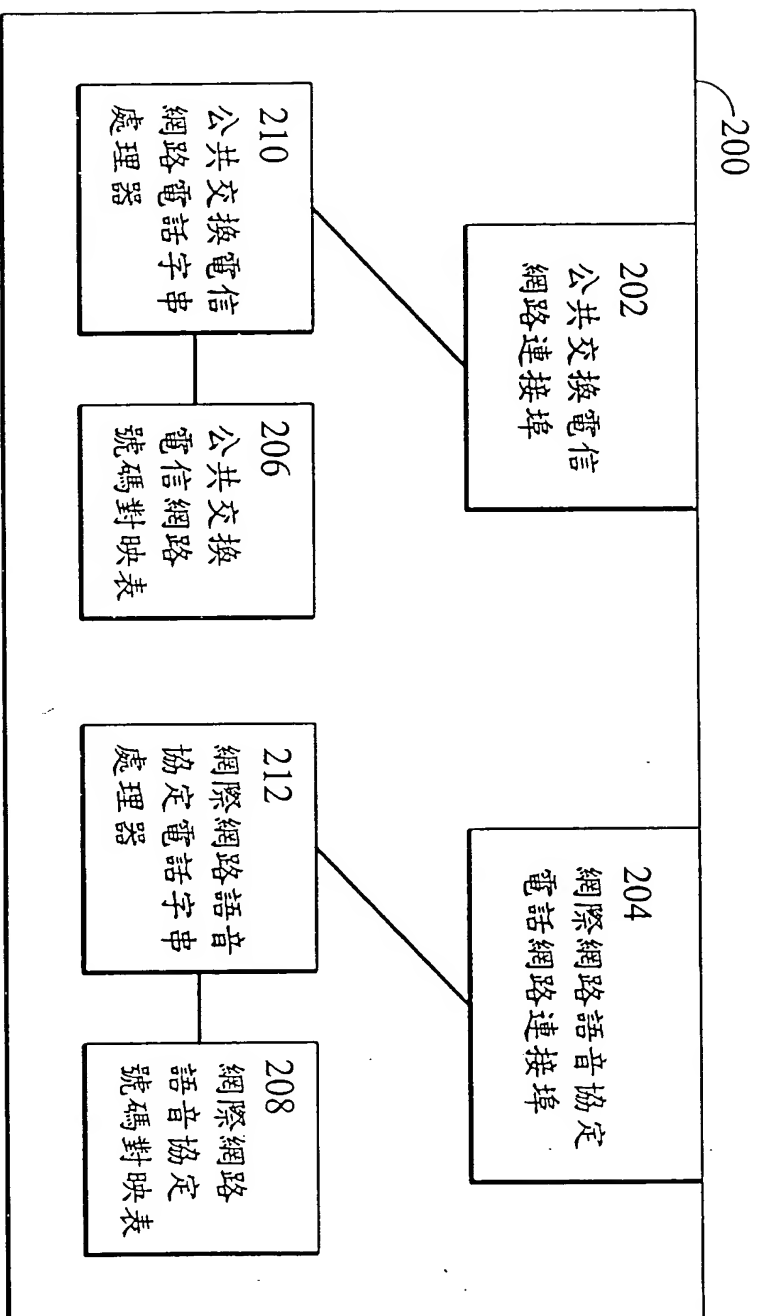 200
202
公共交換電信
網路連接埠
204
網際網路語音協定
電話網路連接埠
210
公共交換電信
網路電話字串
處理器
206
公共交換
電信網路
號碼對映表
212
網際網路語音
協定電話字串
處理器
208
網際網路
語音協定
號碼對映表